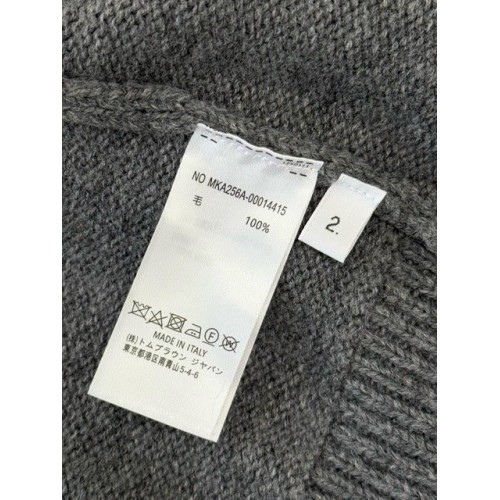 NO MKA256A-00014415
毛
100%
2.
MADE IN ITALY
(株)トムブラウン ジャパン
東京都港区南青山5-4-6